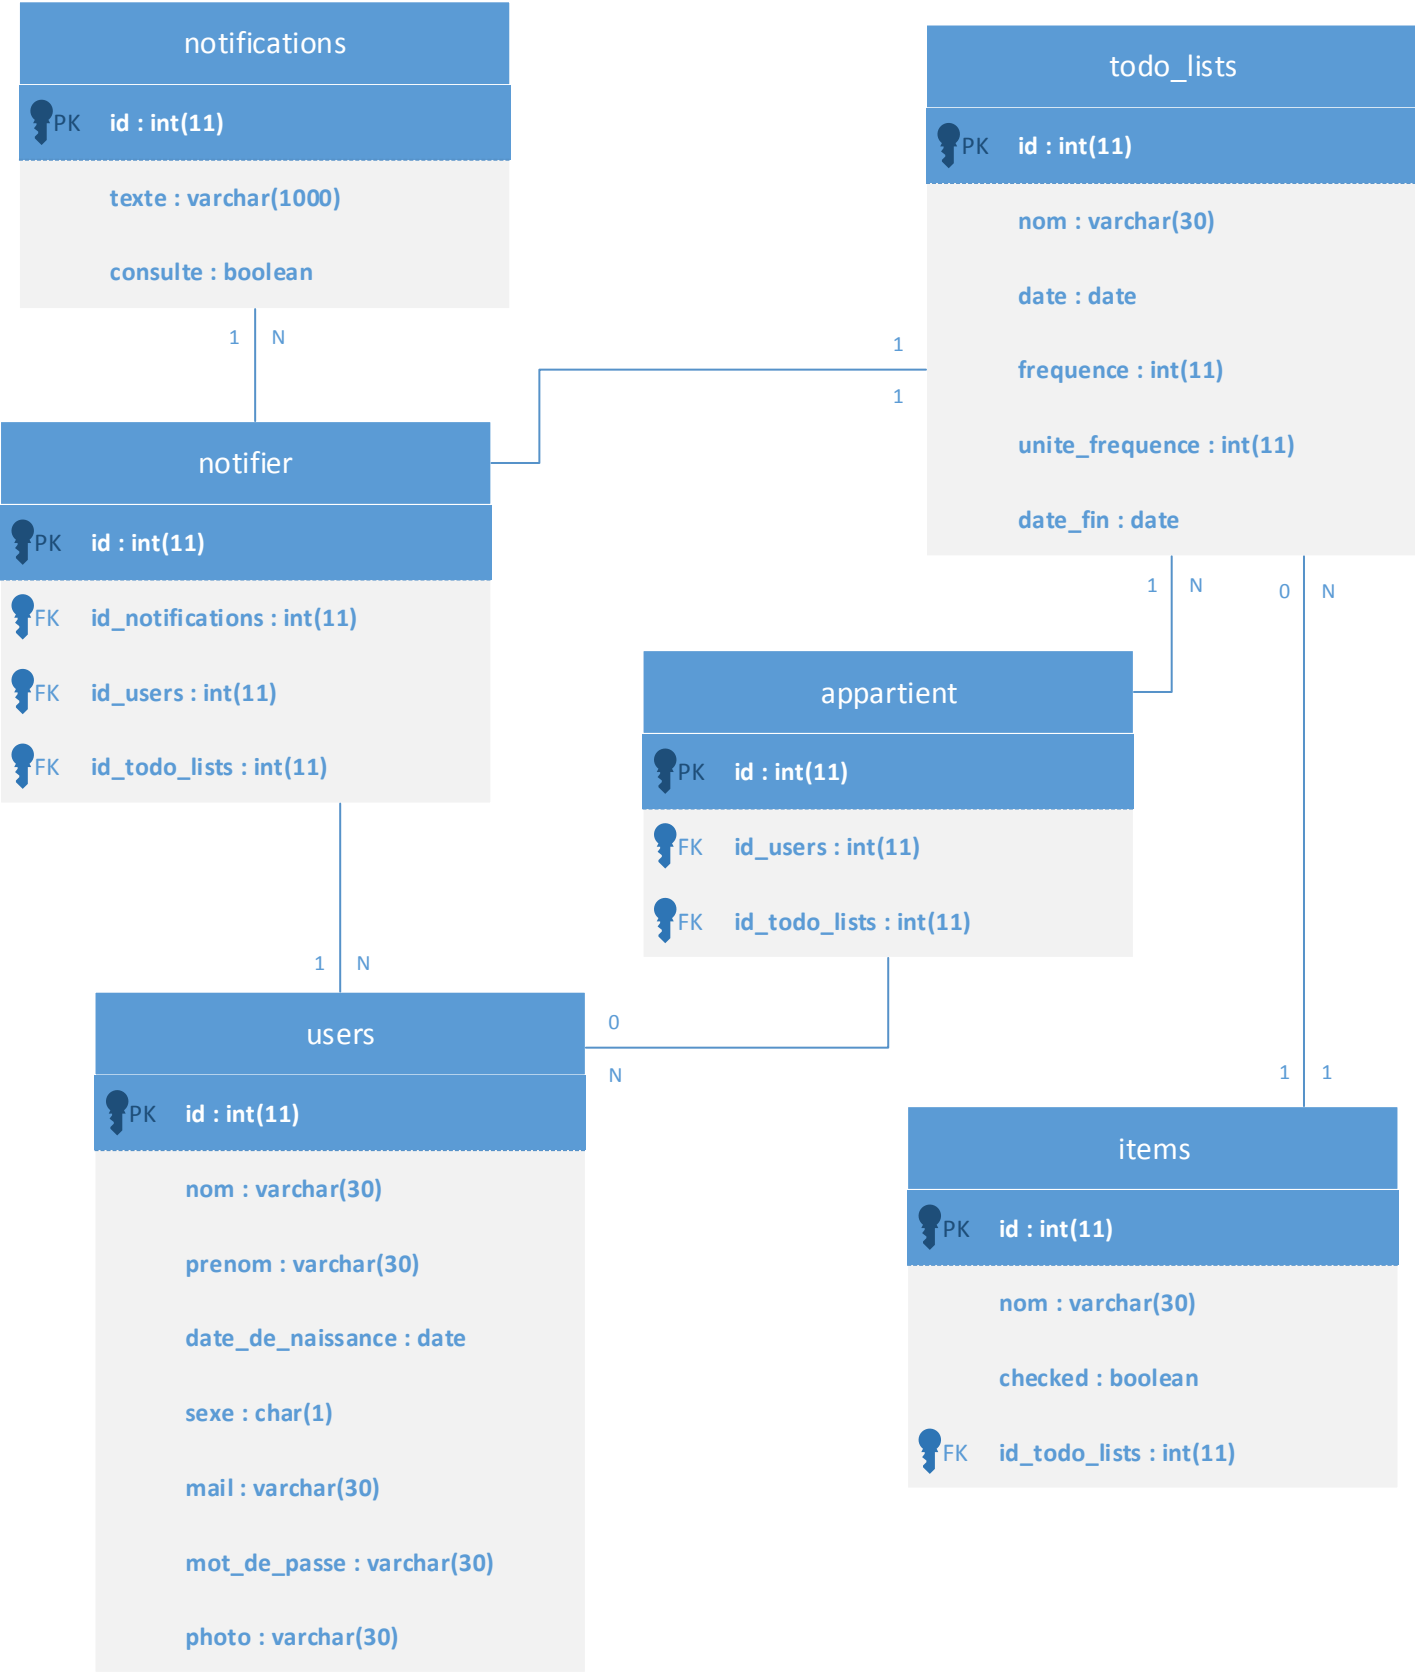 notifications
PK id : int(11)
texte : varchar(1000)
consulte : boolean
1 N
todo_lists
PK id : int(11)
nom : varchar(30)
date : date
frequence : int(11)
unite_frequence : int(11)
date_fin : date
1
1
1 N
0 N
notifier
PK id : int(11)
FK id_notifications : int(11)
FK id_users : int(11)
FK id_todo_lists : int(11)
1 N
appartient
PK id : int(11)
FK id_users : int(11)
FK id_todo_lists : int(11)
0
N
users
PK id : int(11)
nom : varchar(30)
prenom : varchar(30)
date_de_naissance : date
sexe : char(1)
mail : varchar(30)
mot_de_passe : varchar(30)
photo : varchar(30)
1 1
items
PK id : int(11)
nom : varchar(30)
checked : boolean
FK id_todo_lists : int(11)